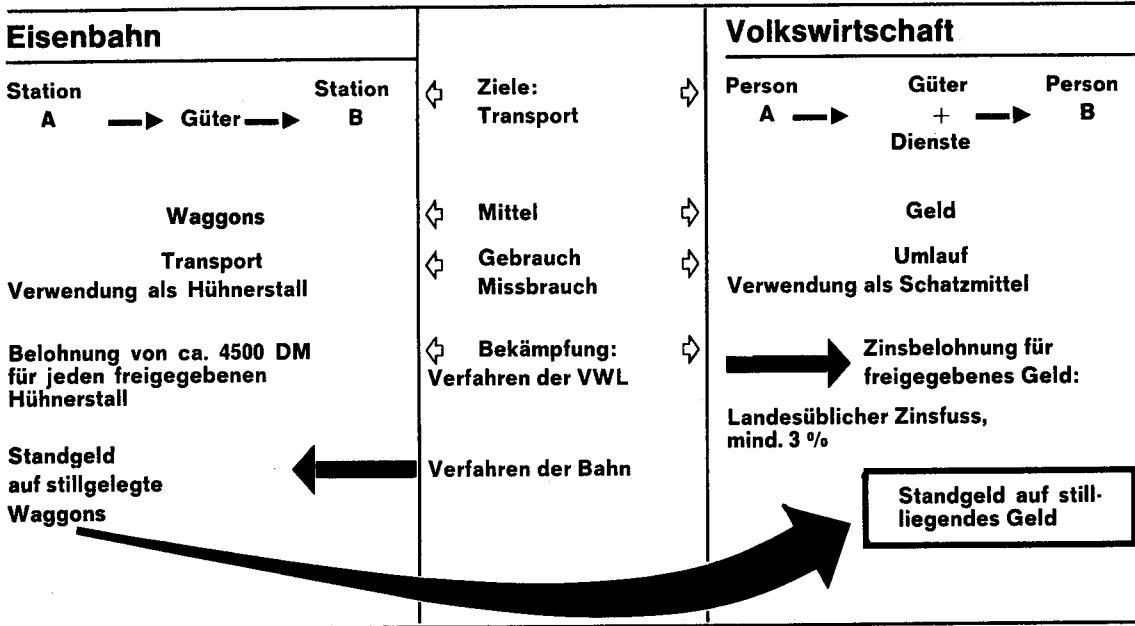 Eisenbahn
Volkswirtschaft
Station
Station
A
Güter
B
Ziele:
Transport
Person
Güter
Person
A
+
B
Dienste
Waggons
Mittel
Geld
Transport
Verwendung als Hühnerstall
Gebrauch
Missbrauch
Umlauf
Verwendung als Schatzmittel
Belohnung von ca. 4500 DM
für jeden freigegebenen
Hühnerstall
Bekämpfung:
Verfahren der VWL
Zinsbelohnung für
freigegebenes Geld:
Landesüblicher Zinsfuss,
mind. 3 %
Standgeld
auf stillgelegte
Waggons
Verfahren der Bahn
Standgeld auf still-
liegendes Geld